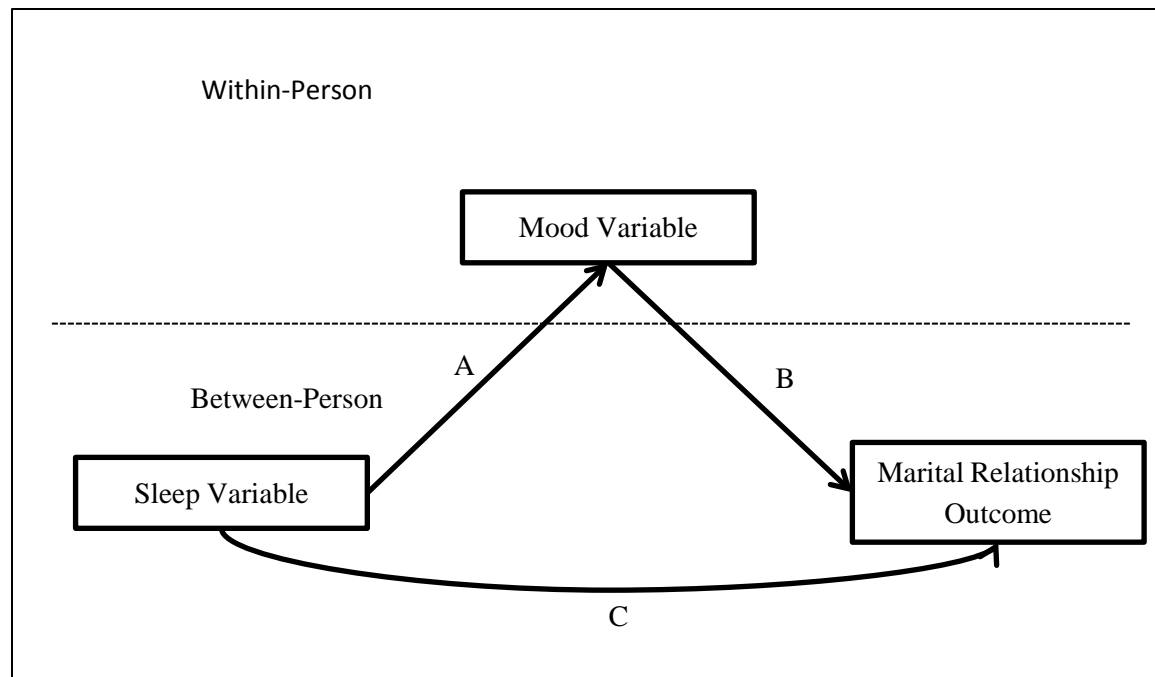 Within-Person
Mood Variable
A
B
Between-Person
Sleep Variable
Marital Relationship
Outcome
C